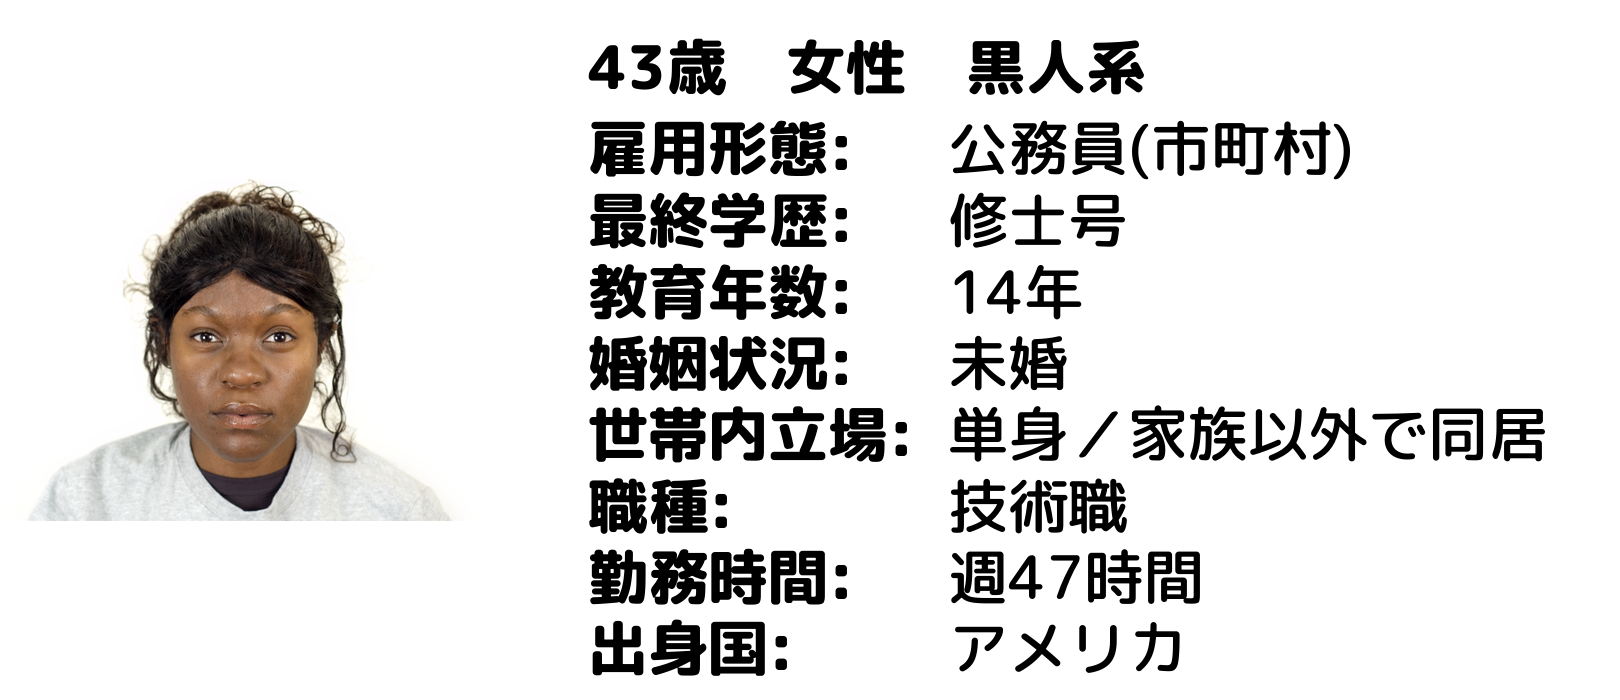 43歳　女性　黒人系
雇用形態: 公務員(市町村)
最終学歴: 修士号
教育年数: 14年
婚姻状況: 未婚
世帯内立場: 単身／家族以外で同居
職種: 技術職
勤務時間: 週47時間
出身国: アメリカ